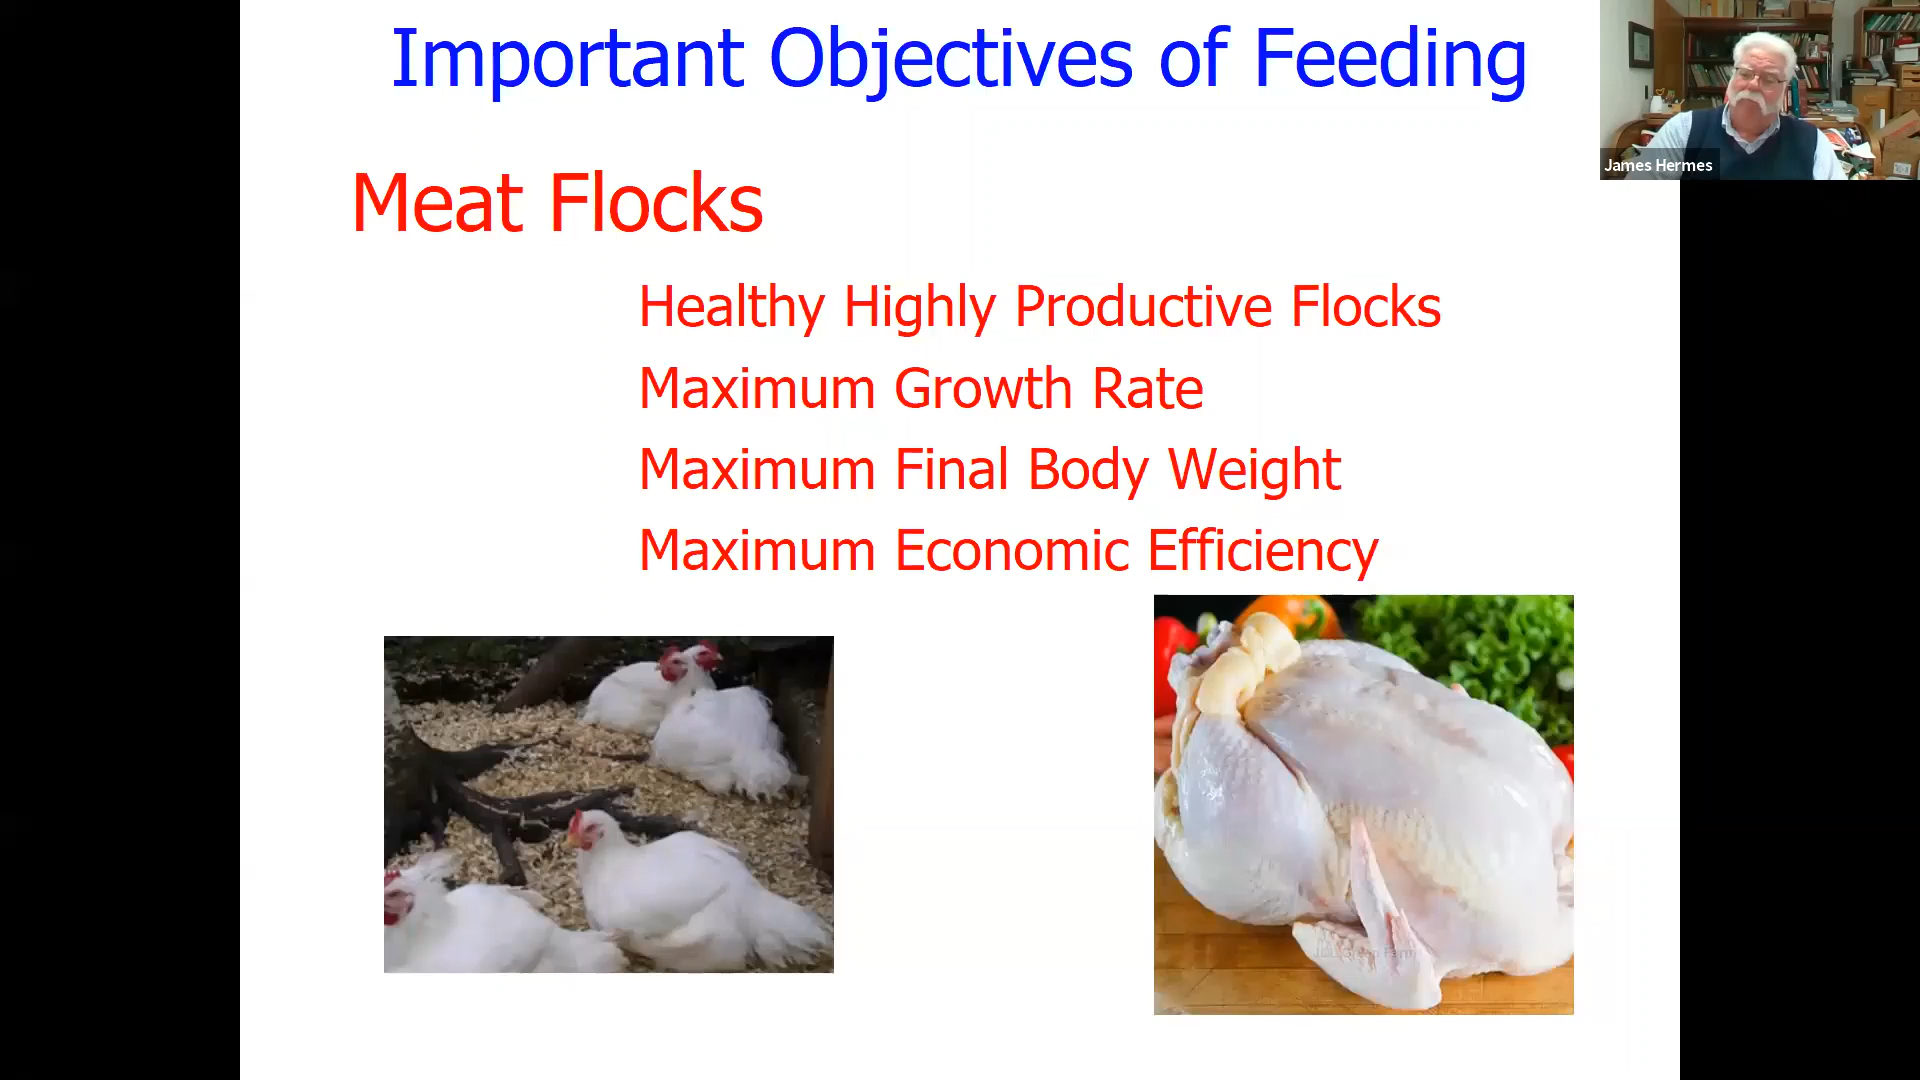 Important Objectives of Feeding
James Hermes
Meat Flocks
Healthy Highly Productive Flocks
Maximum Growth Rate
Maximum Final Body Weight
Maximum Economic Efficiency